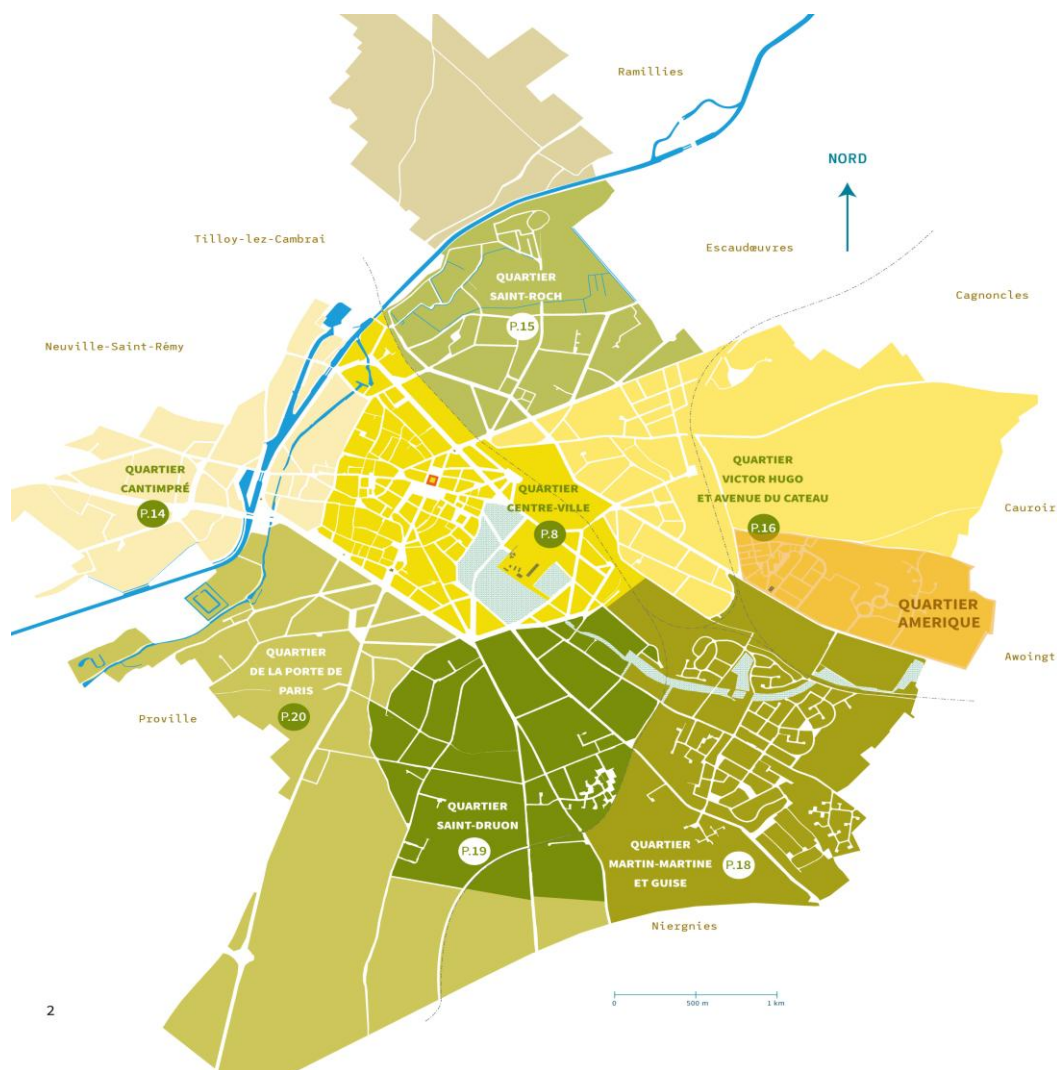 Ramillies
NORD
Tilloy-lez-Cambrai
Escaudœuvres
QUARTIER
SAINT-ROCH
P.15
Cagnoncles
Neuville-Saint-Rémy
QUARTIER
CANTIMPRÉ
P.14
QUARTIER
CENTRE-VILLE
P.8
QUARTIER
VICTOR HUGO
ET AVENUE DU CATEAU
P.16
Cauroir
QUARTIER
AMERIQUE
Awoingt
QUARTIER
DE LA PORTE DE
PARIS
P.20
Proville
QUARTIER
SAINT-DRUON
P.19
QUARTIER
MARTIN-MARTINE
ET GUISE
P.18
Niergnies
0 500 m 1 km
2